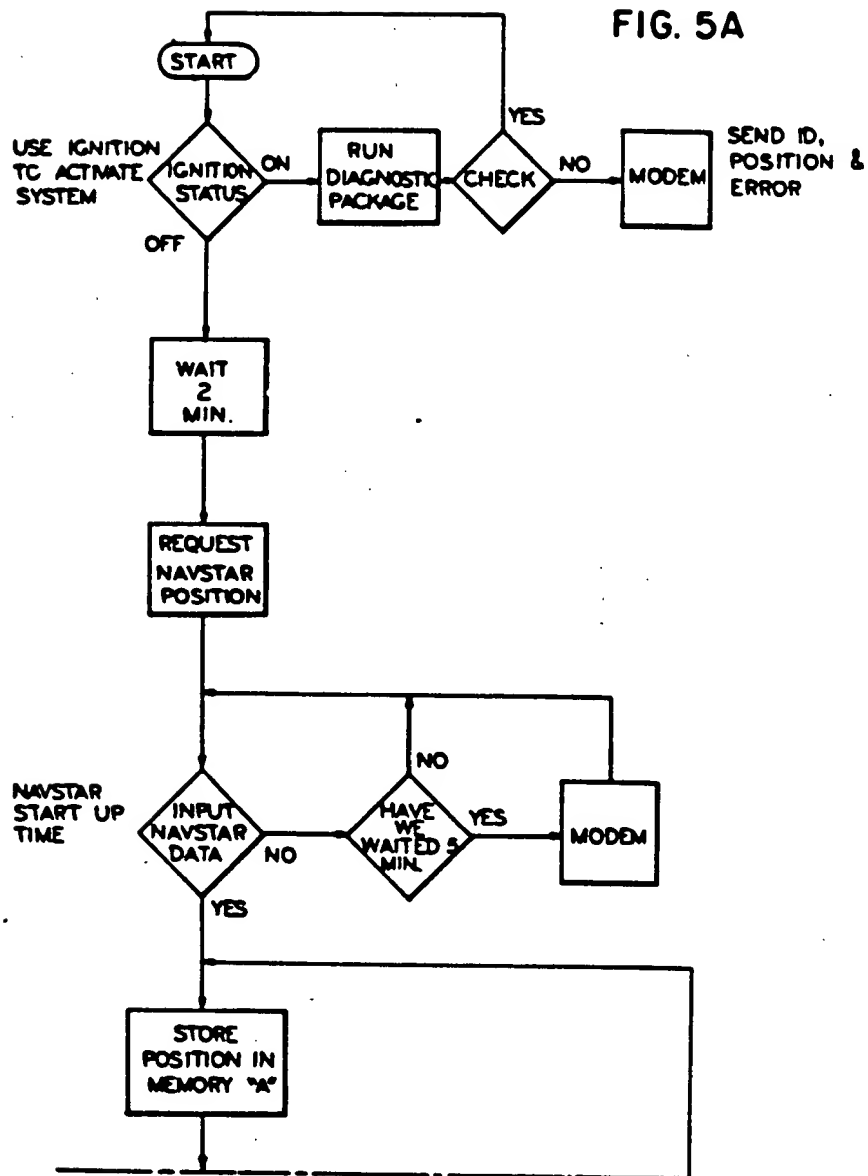 FIG. 5A
START
YES
USE IGNITION
TC ACTIVATE
SYSTEM
IGNITION
STATUS
ON
RUN
DIAGNOSTIC
PACKAGE
CHECK
NO
MODEM
SEND ID,
POSITION &
ERROR
OFF
WAIT
2
MIN.
REQUEST
NAVSTAR
POSITION
NO
NAVSTAR
START UP
TIME
INPUT
NAVSTAR
DATA
NO
HAVE
WE
WAITED 5
MIN.
YES
MODEM
YES
STORE
POSITION IN
MEMORY "A"